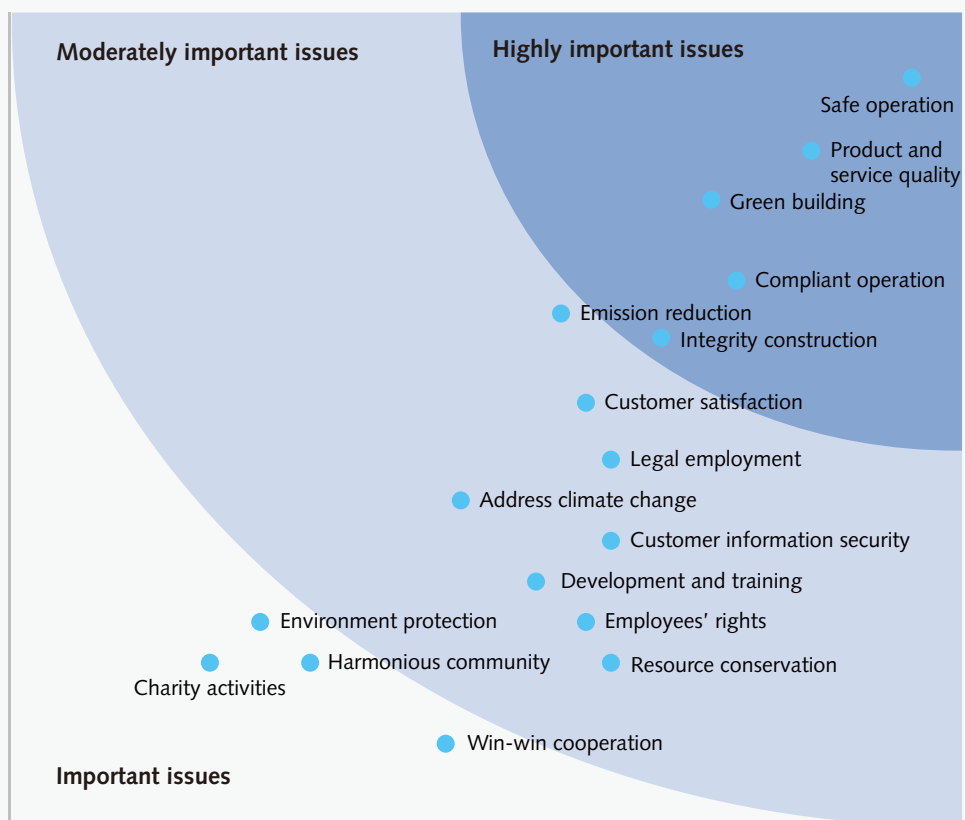 Moderately important issues
Highly important issues
Safe operation
Product and
service quality
Green building
Compliant operation
Emission reduction
Integrity construction
Customer satisfaction
Legal employment
Address climate change
Customer information security
Development and training
Environment protection
Employees’ rights
Harmonious community
Resource conservation
Charity activities
Win-win cooperation
Important issues